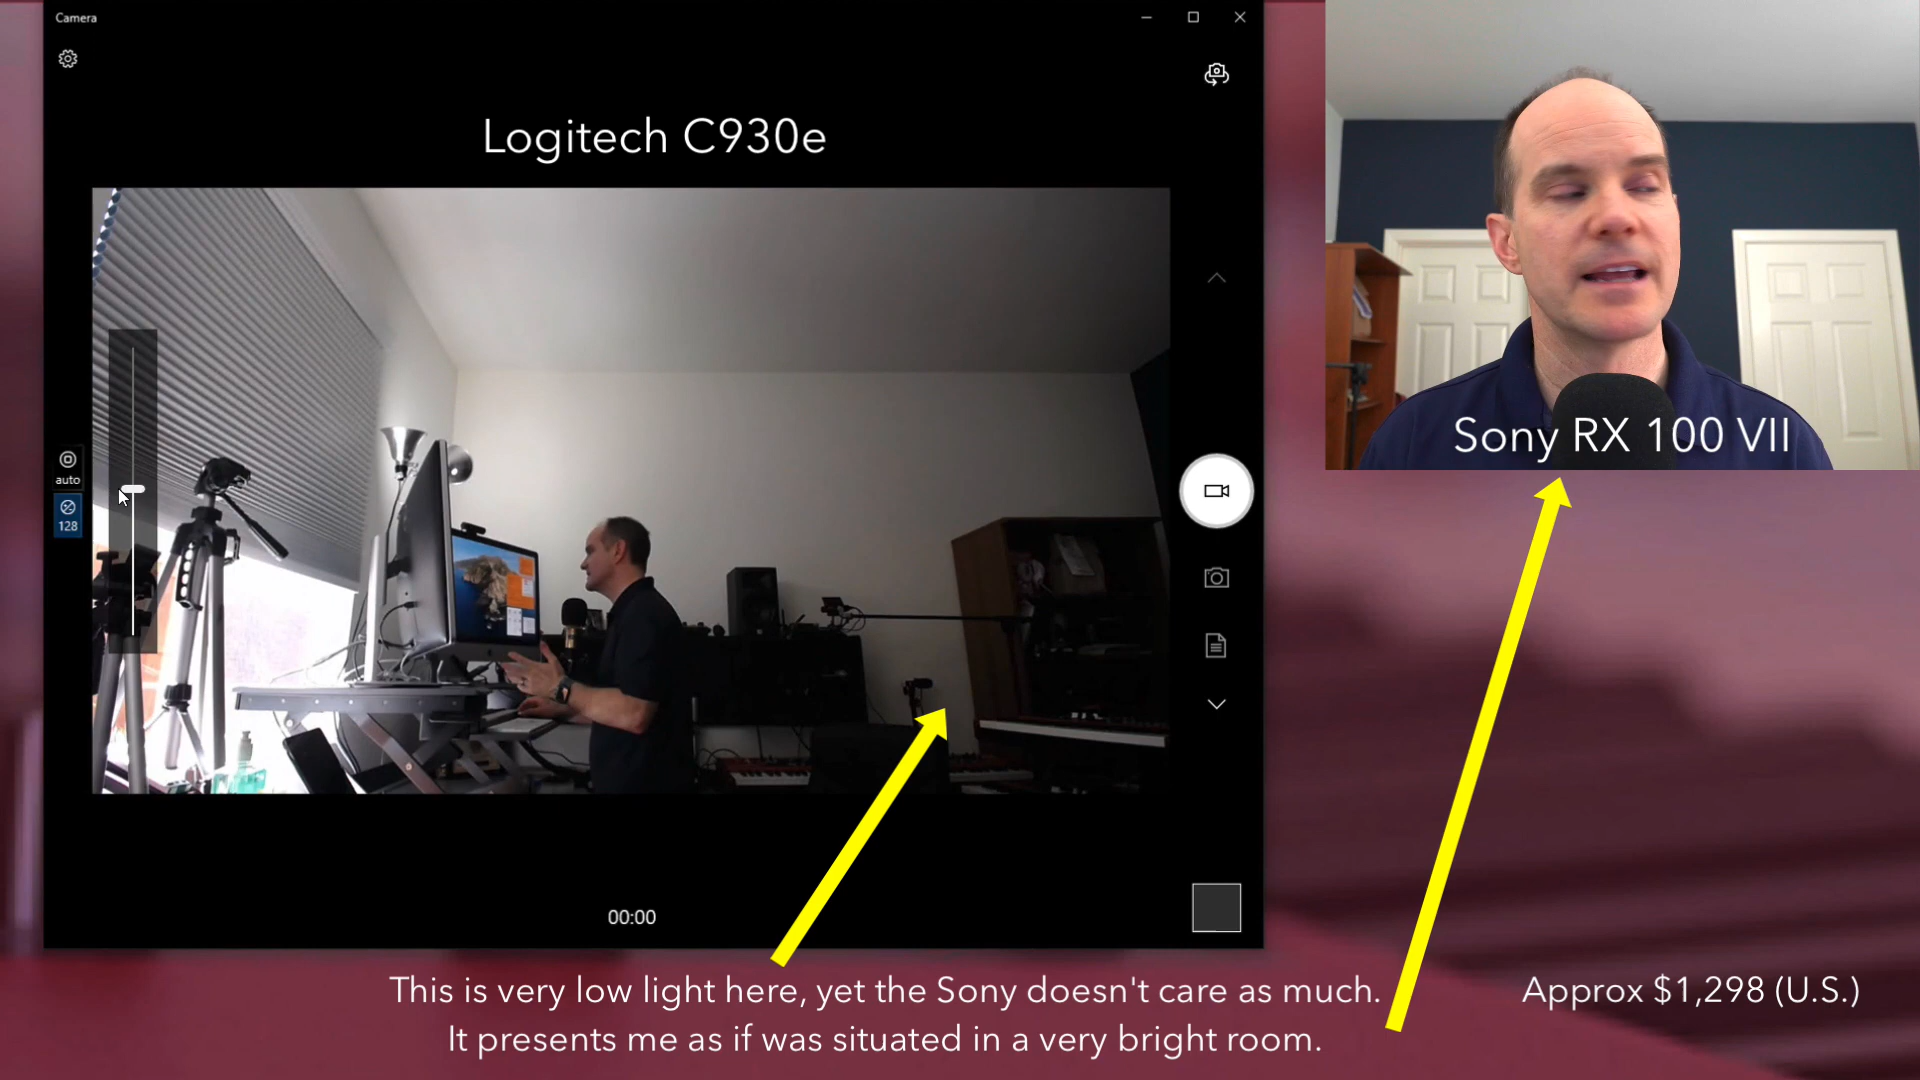 Camera
Logitech C930e
auto
128
Sony RX 100 VII
00:00
This is very low light here, yet the Sony doesn't care as much.
It presents me as if was situated in a very bright room.
Approx $1,298 (U.S.)